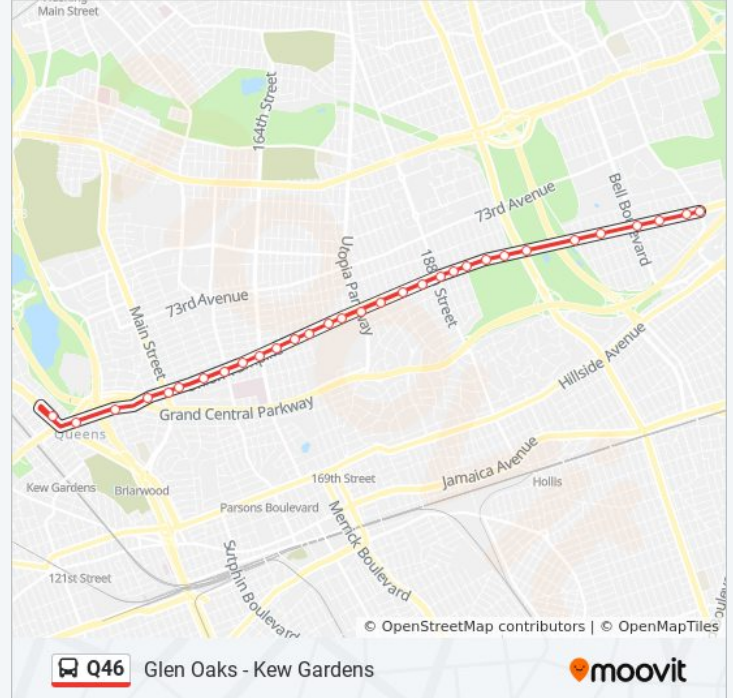 Main Street
164th Street
Bell Boulevard
73rd Avenue
Utopia Parkway
188th Street
73rd Avenue
Main Street
Hillside Avenue
Grand Central Parkway
Queens
Jamaica Avenue
169th Street
Hollis
Kew Gardens
Briarwood
Parsons Boulevard
Merrick Boulevard
Sutphin Boulevard
121st Street
© OpenStreetMap contributors | © OpenMapTiles
Q46 Glen Oaks - Kew Gardens
moovit